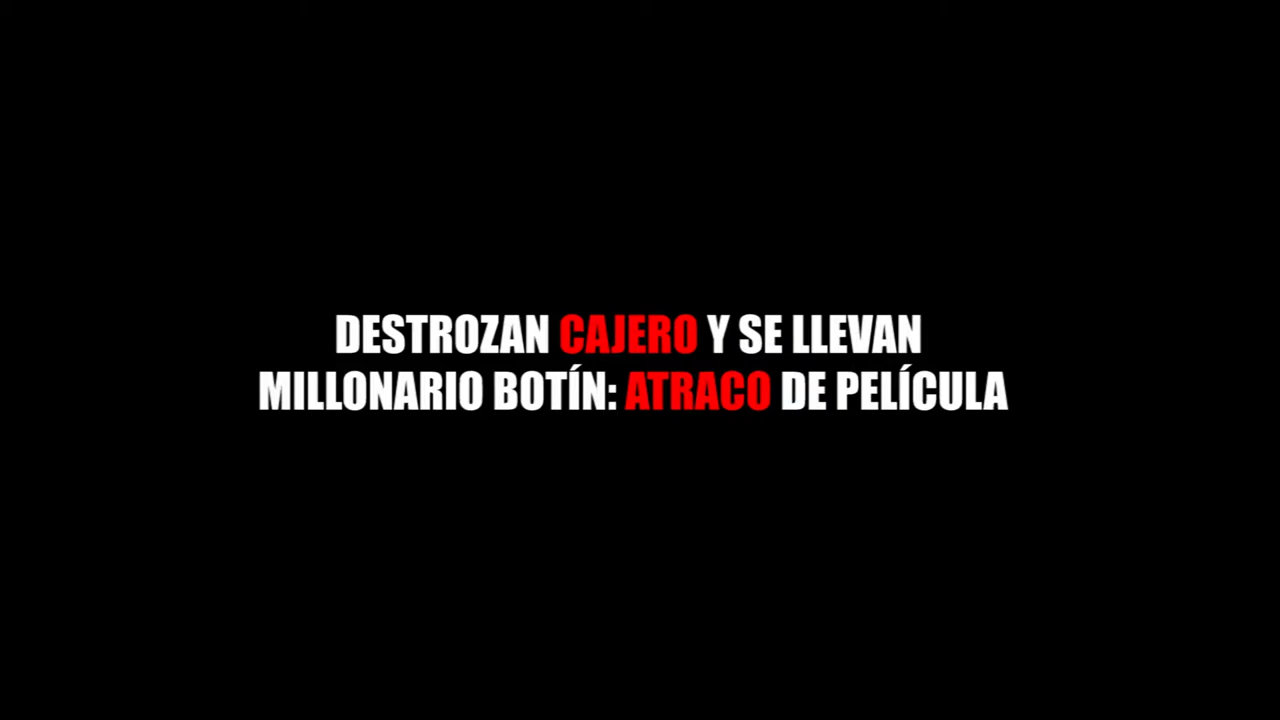 DESTROZAN CAJERO Y SE LLEVAN
MILLONARIO BOTÍN: ATRACO DE PELÍCULA